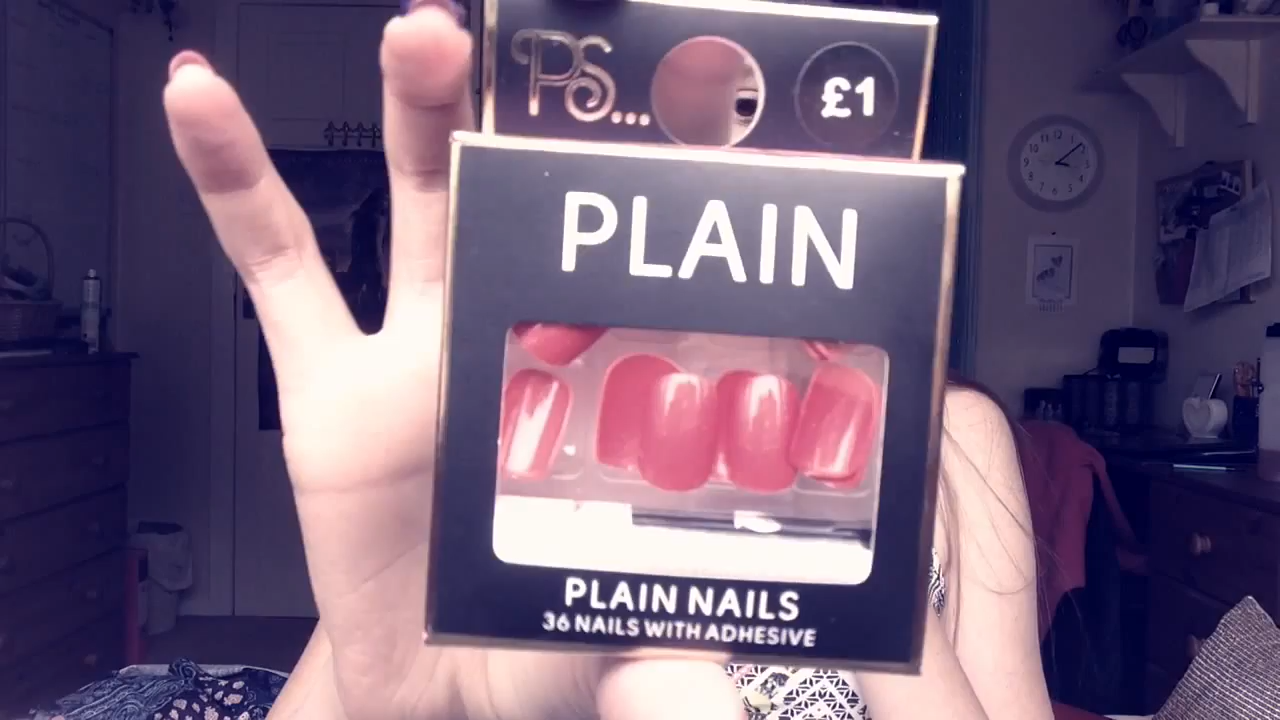 PS...
£1
PLAIN
PLAIN NAILS
36 NAILS WITH ADHESIVE